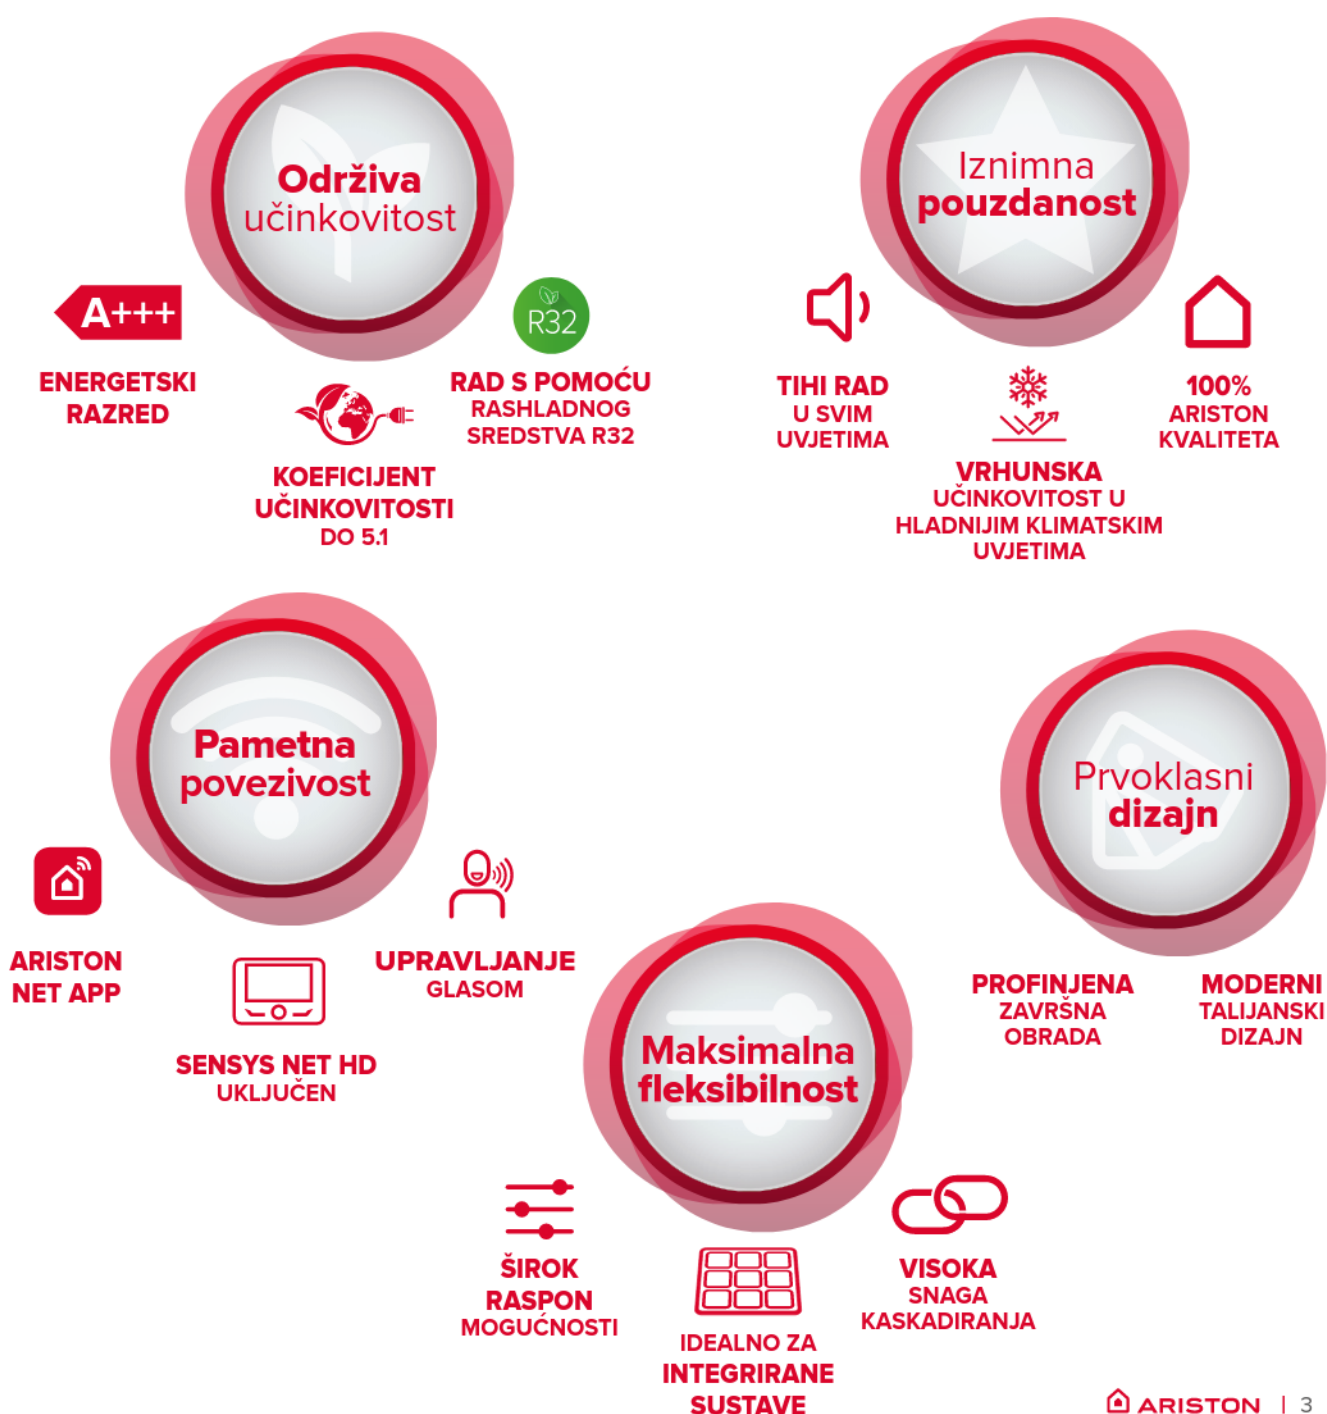 Održiva
učinkovitost
A+++
ENERGETSKI
RAZRED
KOEFICIJENT
UČINKOVITOSTI
DO 5.1
R32
RAD S POMOĆU
RASHLADNOG
SREDSTVA R32
Iznimna
pouzdanost
TIHI RAD
U SVIM
UVJETIMA
VRHUNSKA
UČINKOVITOST U
HLADNIJIM KLIMATSKIM
UVJETIMA
100%
ARISTON
KVALITETA
Pametna
povezivost
ARISTON
NET APP
SENSYS NET HD
UKLJUČEN
UPRAVLJANJE
GLASOM
Prvoklasni
dizajn
PROFINJENA
ZAVRŠNA
OBRADA
MODERNI
TALIJANSKI
DIZAJN
Maksimalna
fleksibilnost
ŠIROK
RASPON
MOGUĆNOSTI
IDEALNO ZA
INTEGRIRANE
SUSTAVE
VISOKA
SNAGA
KASKADIRANJA
ARISTON | 3